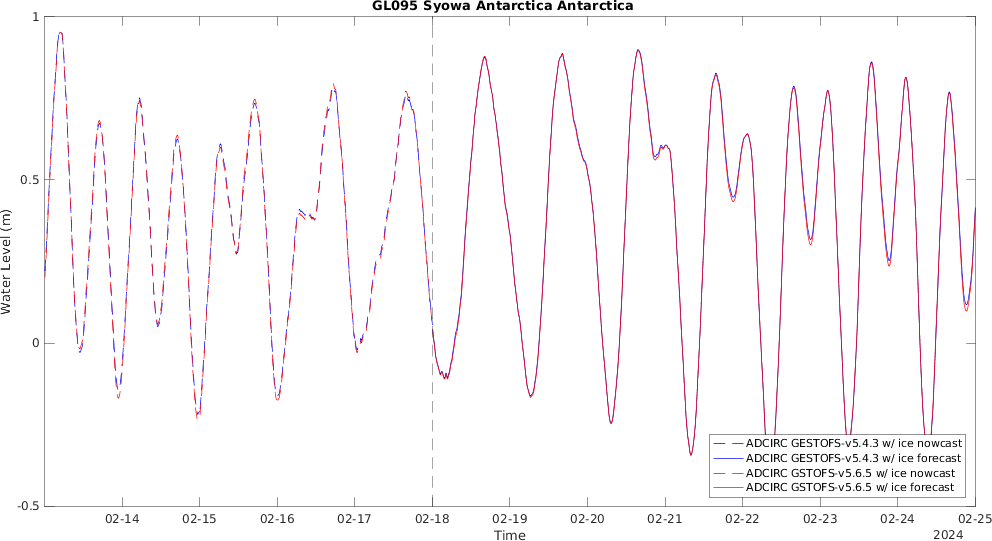 GL095 Syowa Antarctica Antarctica
1
0.5
0
-0.5
Water Level (m)
ADCIRC GESTOFS-v5.4.3 w/ ice nowcast
ADCIRC GESTOFS-v5.4.3 w/ ice forecast
ADCIRC GSTOFS-v5.6.5 w/ ice nowcast
ADCIRC GSTOFS-v5.6.5 w/ ice forecast
02-14 02-15 02-16 02-17 02-18 02-19 02-20 02-21 02-22 02-23 02-24 02-25
Time
2024